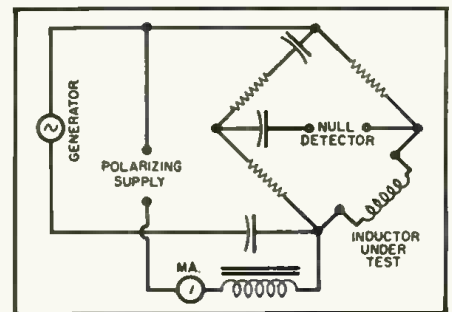 GENERATOR
POLARIZING
SUPPLY
NULL
DETECTOR
INDUCTOR
UNDER
TEST
MA.